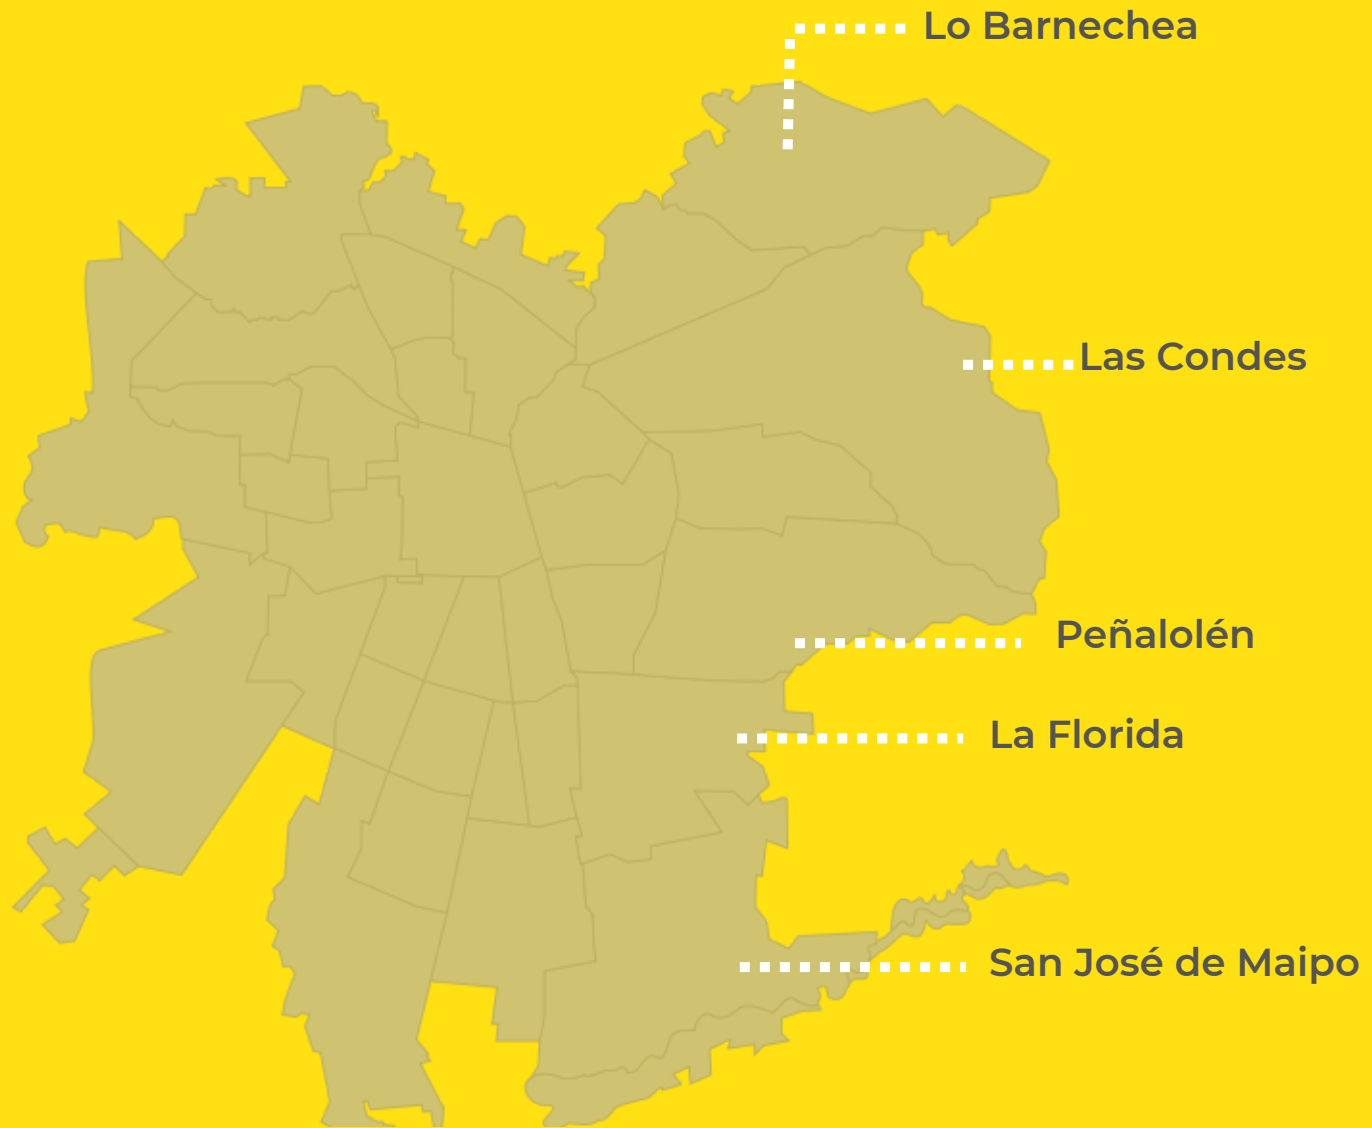 Lo Barnechea
Las Condes
Peñalolén
La Florida
San José de Maipo